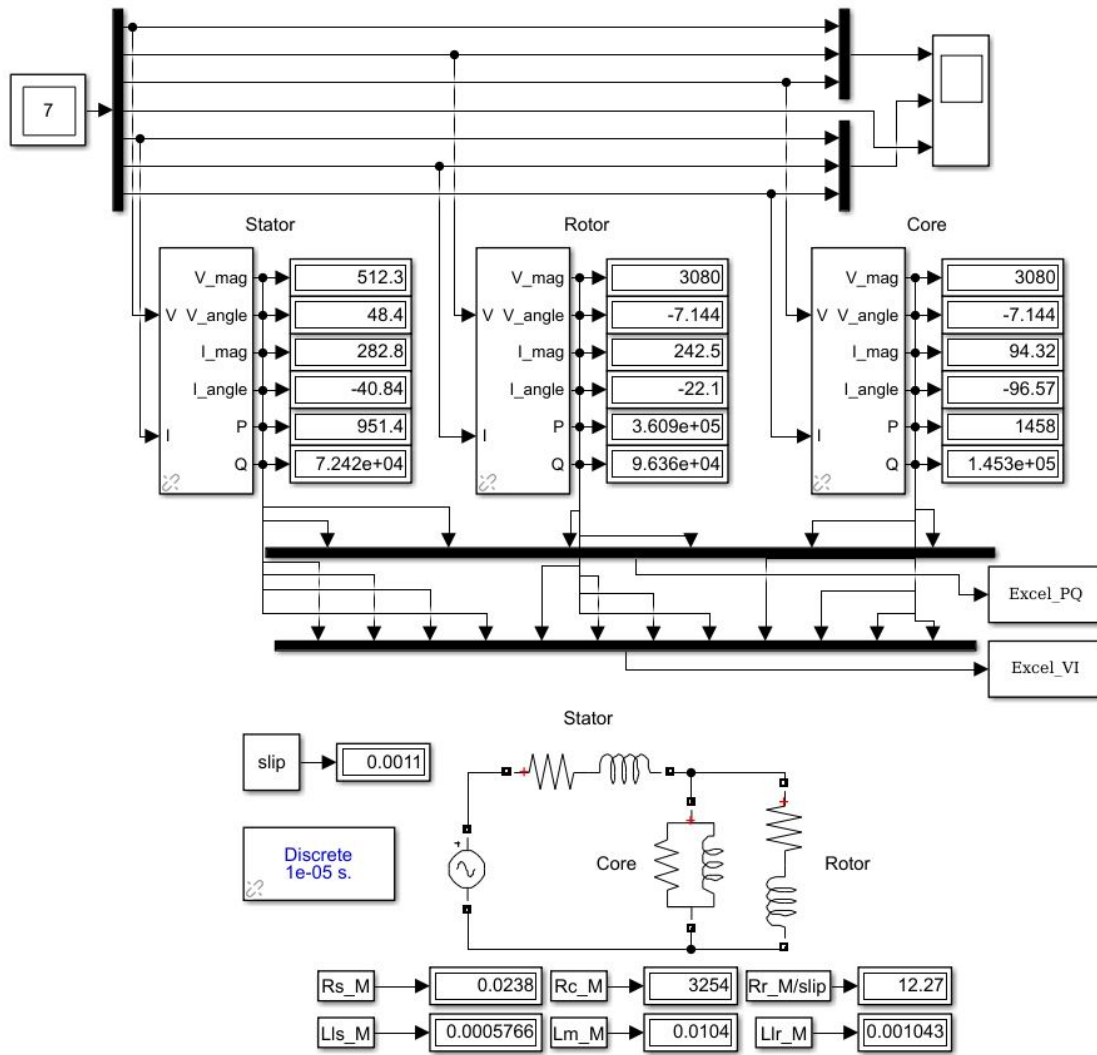 7
Stator
Rotor
Core
V_mag
512.3
V_mag
3080
V_mag
3080
V
V_angle
48.4
V
V_angle
-7.144
V
V_angle
-7.144
I_mag
282.8
I_mag
242.5
I_mag
94.32
I_angle
-40.84
I_angle
-22.1
I_angle
-96.57
I
P
951.4
I
P
3.609e+05
I
P
1458
Q
7.242e+04
Q
9.636e+04
Q
1.453e+05
Excel_PQ
Excel_VI
Stator
slip
0.0011
Discrete
1e-05 s.
Core
Rotor
Rs_M
0.0238
Rc_M
3254
Rr_M/slip
12.27
Lls_M
0.0005766
Lm_M
0.0104
Llr_M
0.001043